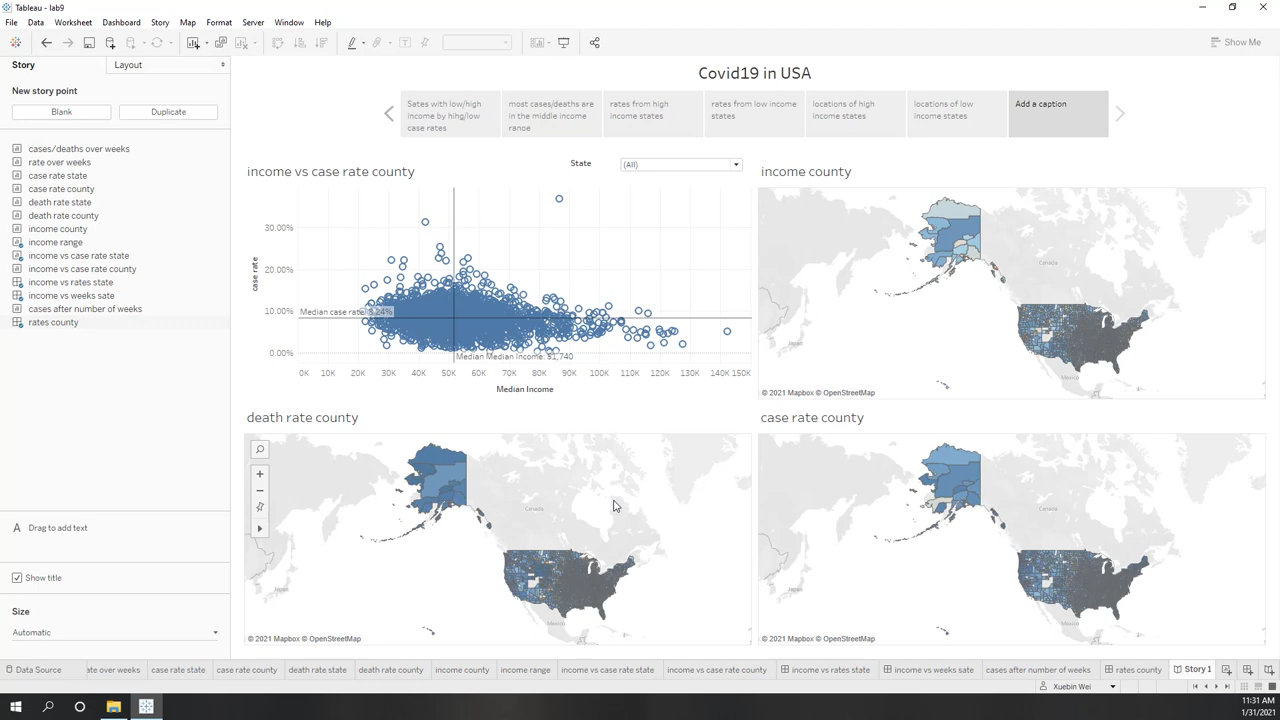 Tableau - lab9
File Data Worksheet Dashboard Story Map Format Server Window Help
Show Me
Story Layout
New story point
Blank Duplicate
cases/deaths over weeks
rate over weeks
case rate state
case rate county
death rate state
death rate county
income county
income range
income vs case rate state
income vs case rate county
income vs rates state
income vs weeks sate
cases after number of weeks
rates county
A Drag to add text
Show title
Size
Automatic
Covid19 in USA
Sates with low/high
income by hihg/low
case rates
most cases/deaths are
in the middle income
range
rates from high
income states
rates from low income
states
locations of high
income states
locations of low
income states
Add a caption
State (All)
income vs case rate county
30.00%
20.00%
10.00%
0.00%
case rate
Median case rate: 8.24%
Median Median Income: 51,740
0K 10K 20K 30K 40K 50K 60K 70K 80K 90K 100K 110K 120K 130K 140K 150K
Median Income
income county
Canada
Japan
Mexico
© 2021 Mapbox © OpenStreetMap
death rate county
Canada
Japan
Mexico
© 2021 Mapbox © OpenStreetMap
case rate county
Canada
Japan
Mexico
© 2021 Mapbox © OpenStreetMap
Data Source ate over weeks case rate state case rate county death rate state death rate county income county income range income vs case rate state income vs case rate county income vs rates state income vs weeks sate cases after number of weeks rates county Story 1
Xuebin Wei
11:31 AM
1/31/2021